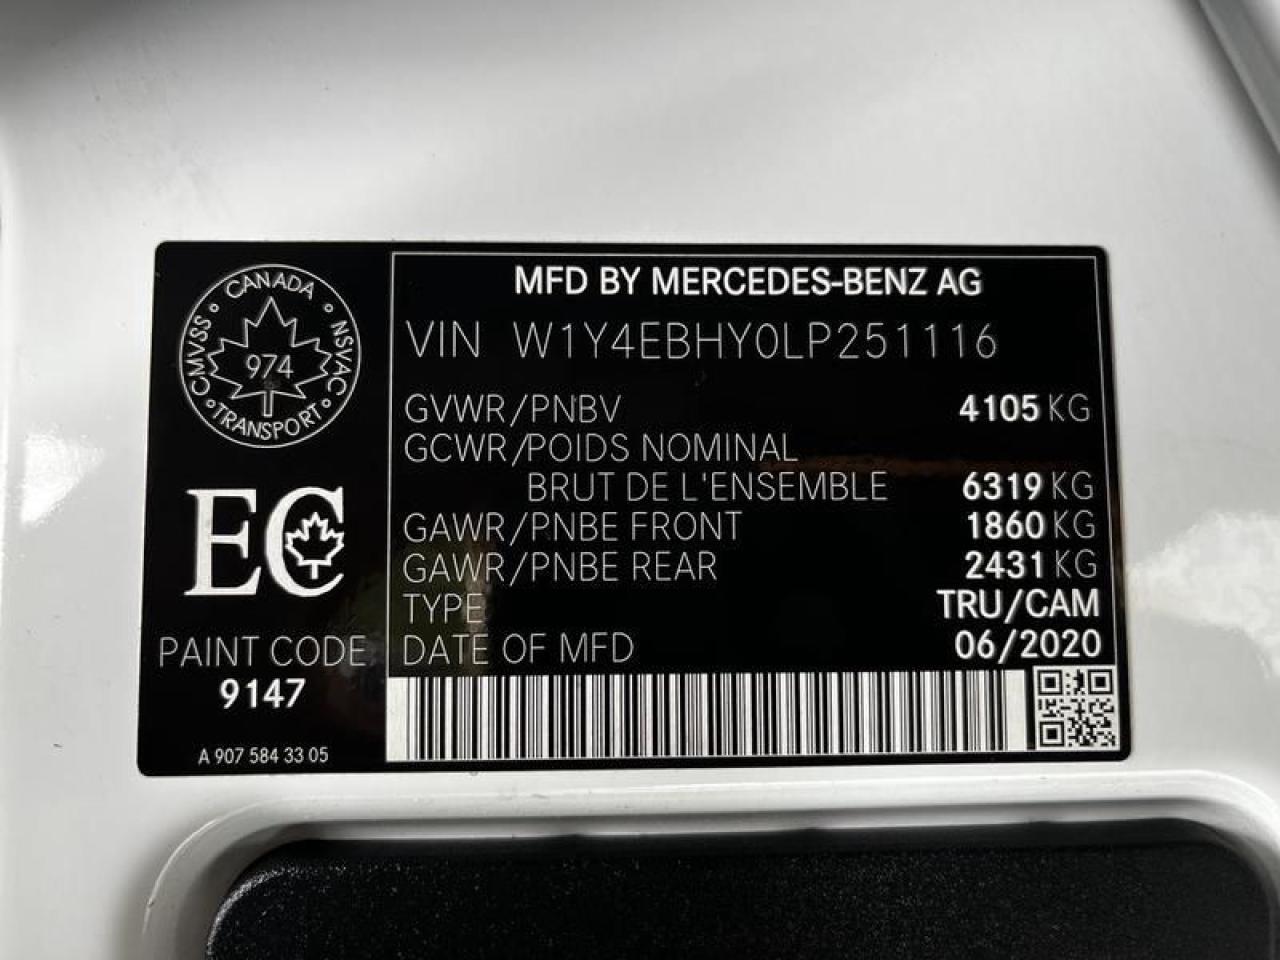 CANADA
CMVSS
NSVAC
974
TRANSPORT
EC
PAINT CODE
9147
A 907 584 33 05
MFD BY MERCEDES-BENZ AG
VIN W1Y4EBHY0LP251116
GVWR/PNBV 4105 KG
GCWR/POIDS NOMINAL
BRUT DE L'ENSEMBLE 6319 KG
GAWR/PNBE FRONT 1860 KG
GAWR/PNBE REAR 2431 KG
TYPE TRU/CAM
DATE OF MFD 06/2020